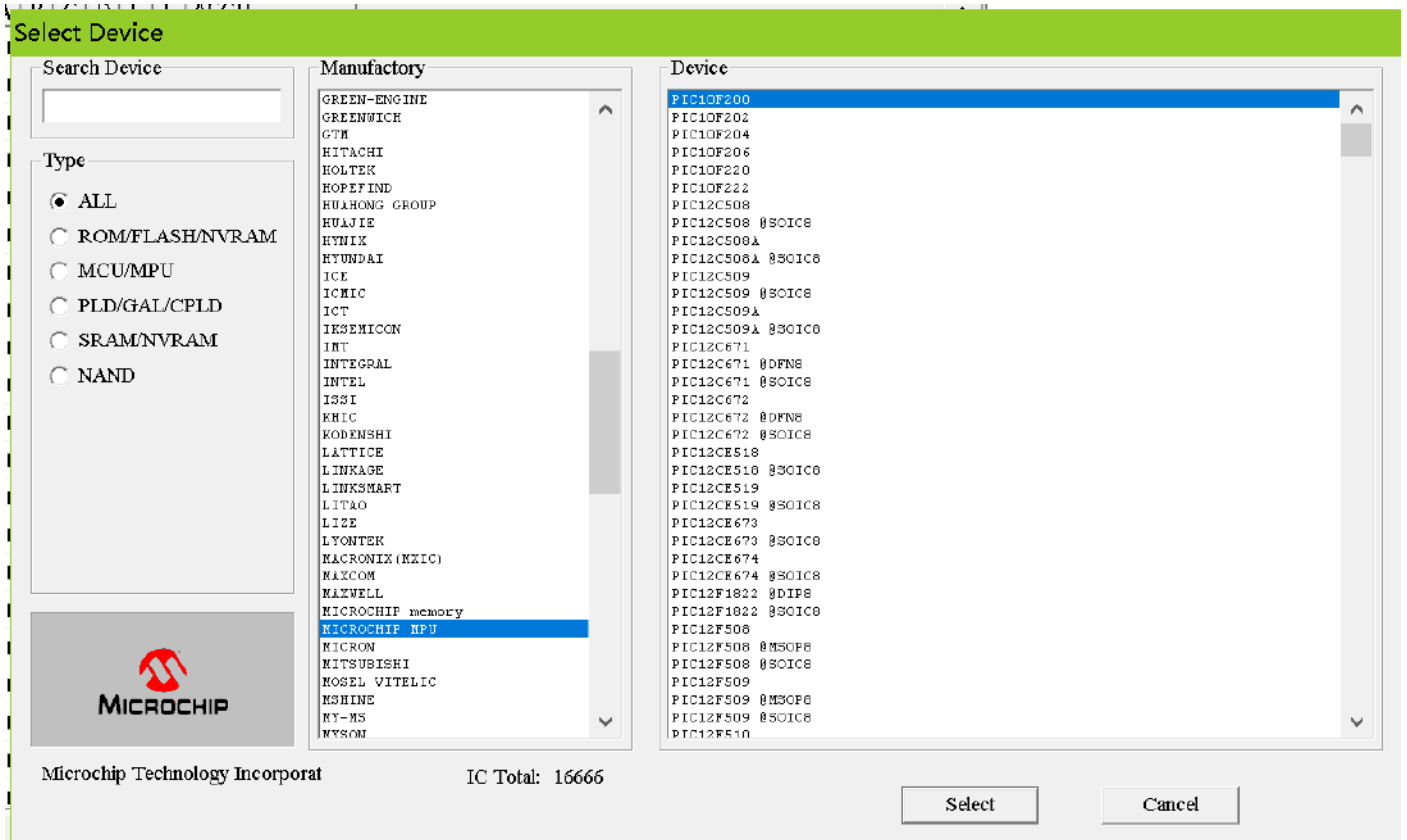 Select Device
Search Device
Type
ALL
ROM/FLASH/NVRAM
MCU/MPU
PLD/GAL/CPLD
SRAM/NVRAM
NAND
MICROCHIP
Microchip Technology Incorporat
Manufactory
GREEN-ENGINE
GREENWICH
GTM
HITACHI
HOLTEK
HOPEFIND
HUAHONG GROUP
HUAJIE
HYNIX
HYUNDAI
ICE
ICMIC
ICT
IKSEMICON
IMT
INTEGRAL
INTEL
ISSI
KHIC
KODENSHI
LATTICE
LINKAGE
LINKSMART
LITAO
LIZE
LYONTEK
MACRONIX(MXIC)
MAXCOM
MAXWELL
MICROCHIP memory
MICROCHIP MPU
MICRON
MITSUBISHI
MOSEL VITELIC
MSHINE
MY-MS
MYSON
IC Total: 16666
Device
PIC10F200
PIC10F202
PIC10F204
PIC10F206
PIC10F220
PIC10F222
PIC12C508
PIC12C508 @SOIC8
PIC12C508A
PIC12C508A @SOIC8
PIC12C509
PIC12C509 @SOIC8
PIC12C509A
PIC12C509A @SOIC8
PIC12C671
PIC12C671 @DFN8
PIC12C671 @SOIC8
PIC12C672
PIC12C672 @DFN8
PIC12C672 @SOIC8
PIC12CE518
PIC12CE518 @SOIC8
PIC12CE519
PIC12CE519 @SOIC8
PIC12CE673
PIC12CE673 @SOIC8
PIC12CE674
PIC12CE674 @SOIC8
PIC12F1822 @DIP8
PIC12F1822 @SOIC8
PIC12F508
PIC12F508 @MSOP8
PIC12F508 @SOIC8
PIC12F509
PIC12F509 @MSOP8
PIC12F509 @SOIC8
PIC12F510
Select
Cancel